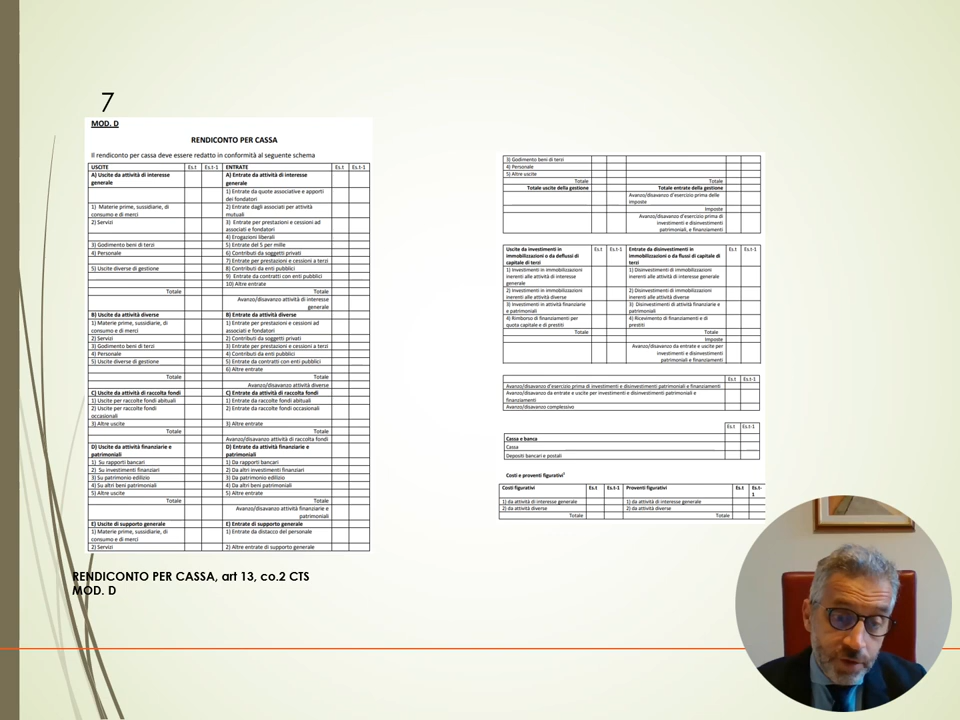 7
MOD. D
RENDICONTO PER CASSA
Il rendiconto per cassa deve essere redatto in conformità al seguente schema
USCITE Es.t Es.t-1 ENTRATE Es.t Es.t-1
A) Uscite da attività di interesse generale A) Entrate da attività di interesse generale
1) Entrate da quote associative e apporti dei fondatori
1) Materie prime, sussidiarie, di consumo e di merci 2) Entrate dagli associati per attività mutuali
2) Servizi 3) Entrate per prestazioni e cessioni ad associati e fondatori
4) Erogazioni liberali
3) Godimento beni di terzi 5) Entrate del 5 per mille
4) Personale 6) Contributi da soggetti privati
7) Entrate per prestazioni e cessioni a terzi
5) Uscite diverse di gestione 8) Contributi da enti pubblici
9) Entrate da contratti con enti pubblici
10) Altre entrate
Totale Totale
Avanzo/disavanzo attività di interesse generale
B) Uscite da attività diverse B) Entrate da attività diverse
1) Materie prime, sussidiarie, di consumo e di merci 1) Entrate per prestazioni e cessioni ad associati e fondatori
2) Servizi 2) Contributi da soggetti privati
3) Godimento beni di terzi 3) Entrate per prestazioni e cessioni a terzi
4) Personale 4) Contributi da enti pubblici
5) Uscite diverse di gestione 5) Entrate da contratti con enti pubblici
6) Altre entrate
Totale Totale
Avanzo/disavanzo attività diverse
C) Uscite da attività di raccolta fondi C) Entrate da attività di raccolta fondi
1) Uscite per raccolte fondi abituali 1) Entrate da raccolte fondi abituali
2) Uscite per raccolte fondi occasionali 2) Entrate da raccolte fondi occasionali
3) Altre uscite 3) Altre entrate
Totale Totale
Avanzo/disavanzo attività di raccolta fondi
D) Uscite da attività finanziarie e patrimoniali D) Entrate da attività finanziarie e patrimoniali
1) Su rapporti bancari 1) Da rapporti bancari
2) Su investimenti finanziari 2) Da altri investimenti finanziari
3) Su patrimonio edilizio 3) Da patrimonio edilizio
4) Su altri beni patrimoniali 4) Da altri beni patrimoniali
5) Altre uscite 5) Altre entrate
Totale Totale
Avanzo/disavanzo attività finanziarie e patrimoniali
E) Uscite di supporto generale E) Entrate di supporto generale
1) Materie prime, sussidiarie, di consumo e di merci 1) Entrate da distacco del personale
2) Servizi 2) Altre entrate di supporto generale
RENDICONTO PER CASSA, art 13, co.2 CTS
MOD. D
3) Godimento beni di terzi
4) Personale
5) Altre uscite
Totale Totale
Totale uscite della gestione Totale entrate della gestione
Avanzo/disavanzo d'esercizio prima delle imposte
Imposte
Avanzo/disavanzo d'esercizio prima di investimenti e disinvestimenti patrimoniali, e finanziamenti
Uscite da investimenti in immobilizzazioni o da deflussi di capitale di terzi Es.t Es.t-1 Entrate da disinvestimenti in immobilizzazioni o da flussi di capitale di terzi Es.t Es.t-1
1) Investimenti in immobilizzazioni inerenti alle attività di interesse generale 1) Disinvestimenti di immobilizzazioni inerenti alle attività di interesse generale
2) Investimenti in immobilizzazioni inerenti alle attività diverse 2) Disinvestimenti di immobilizzazioni inerenti alle attività diverse
3) Investimenti in attività finanziarie e patrimoniali 3) Disinvestimenti di attività finanziarie e patrimoniali
4) Rimborso di finanziamenti per quota capitale e di prestiti 4) Ricevimento di finanziamenti e di prestiti
Totale Totale
Imposte
Avanzo/disavanzo da entrate e uscite per investimenti e disinvestimenti patrimoniali e finanziamenti
Es.t Es.t-1
Avanzo/disavanzo d'esercizio prima di investimenti e disinvestimenti patrimoniali e finanziamenti
Avanzo/disavanzo da entrate e uscite per investimenti e disinvestimenti patrimoniali e finanziamenti
Avanzo/disavanzo complessivo
Es.t Es.t-1
Cassa e banca
Cassa
Depositi bancari e postali
Costi e proventi figurativi
Costi figurativi Es.t Es.t-1 Proventi figurativi Es.t Es.t-1
1) da attività di interesse generale 1) da attività di interesse generale
2) da attività diverse 2) da attività diverse
Totale Totale